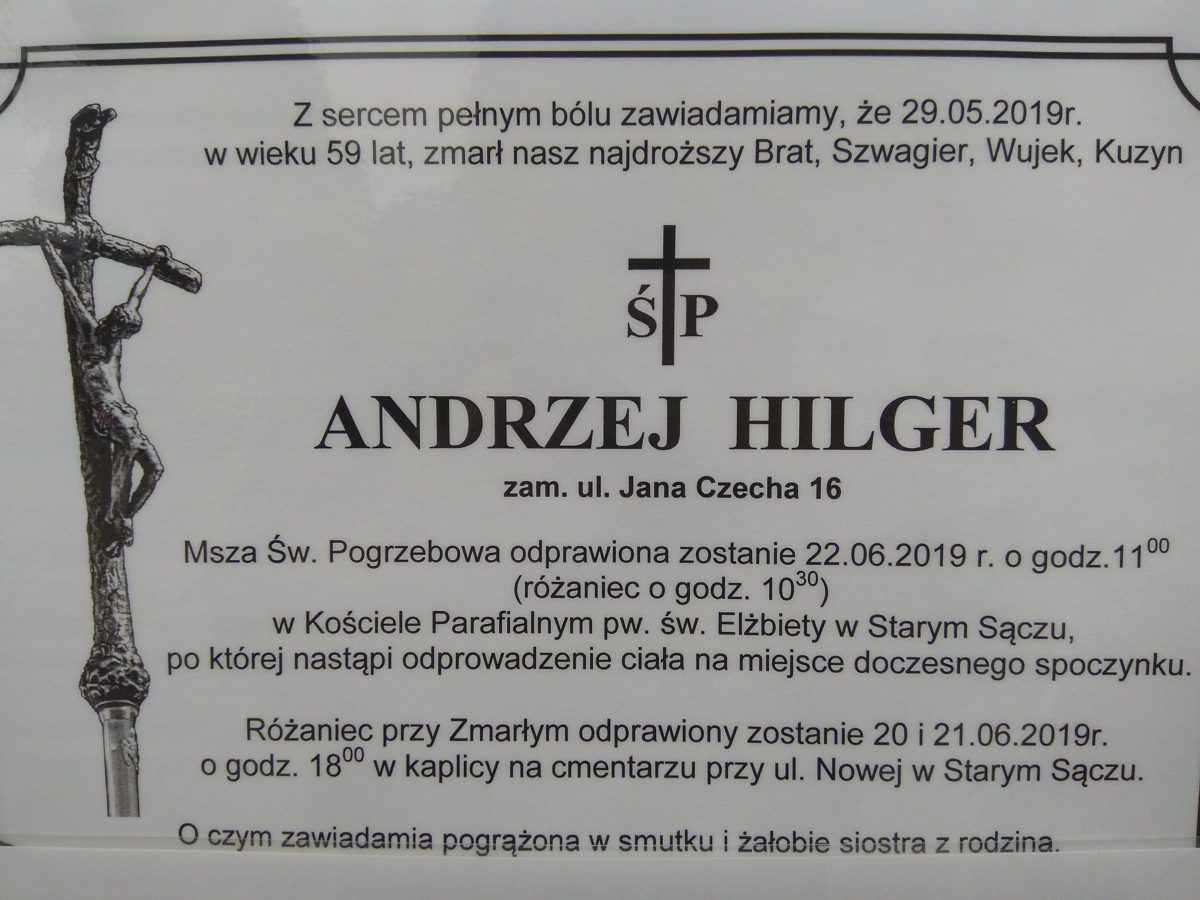 Z sercem pełnym bólu zawiadamiamy, że 29.05.2019r.
w wieku 59 lat, zmarł nasz najdroższy Brat, Szwagier, Wujek, Kuzyn
Ś P
ANDRZEJ HILGER
zam. ul. Jana Czecha 16
Msza Św. Pogrzebowa odprawiona zostanie 22.06.2019 r. o godz.11⁰⁰
(różaniec o godz. 10³⁰)
w Kościele Parafialnym pw. św. Elżbiety w Starym Sączu,
po której nastąpi odprowadzenie ciała na miejsce doczesnego spoczynku.
Różaniec przy Zmarłym odprawiony zostanie 20 i 21.06.2019r.
o godz. 18⁰⁰ w kaplicy na cmentarzu przy ul. Nowej w Starym Sączu.
O czym zawiadamia pogrążona w smutku i żałobie siostra z rodzina.